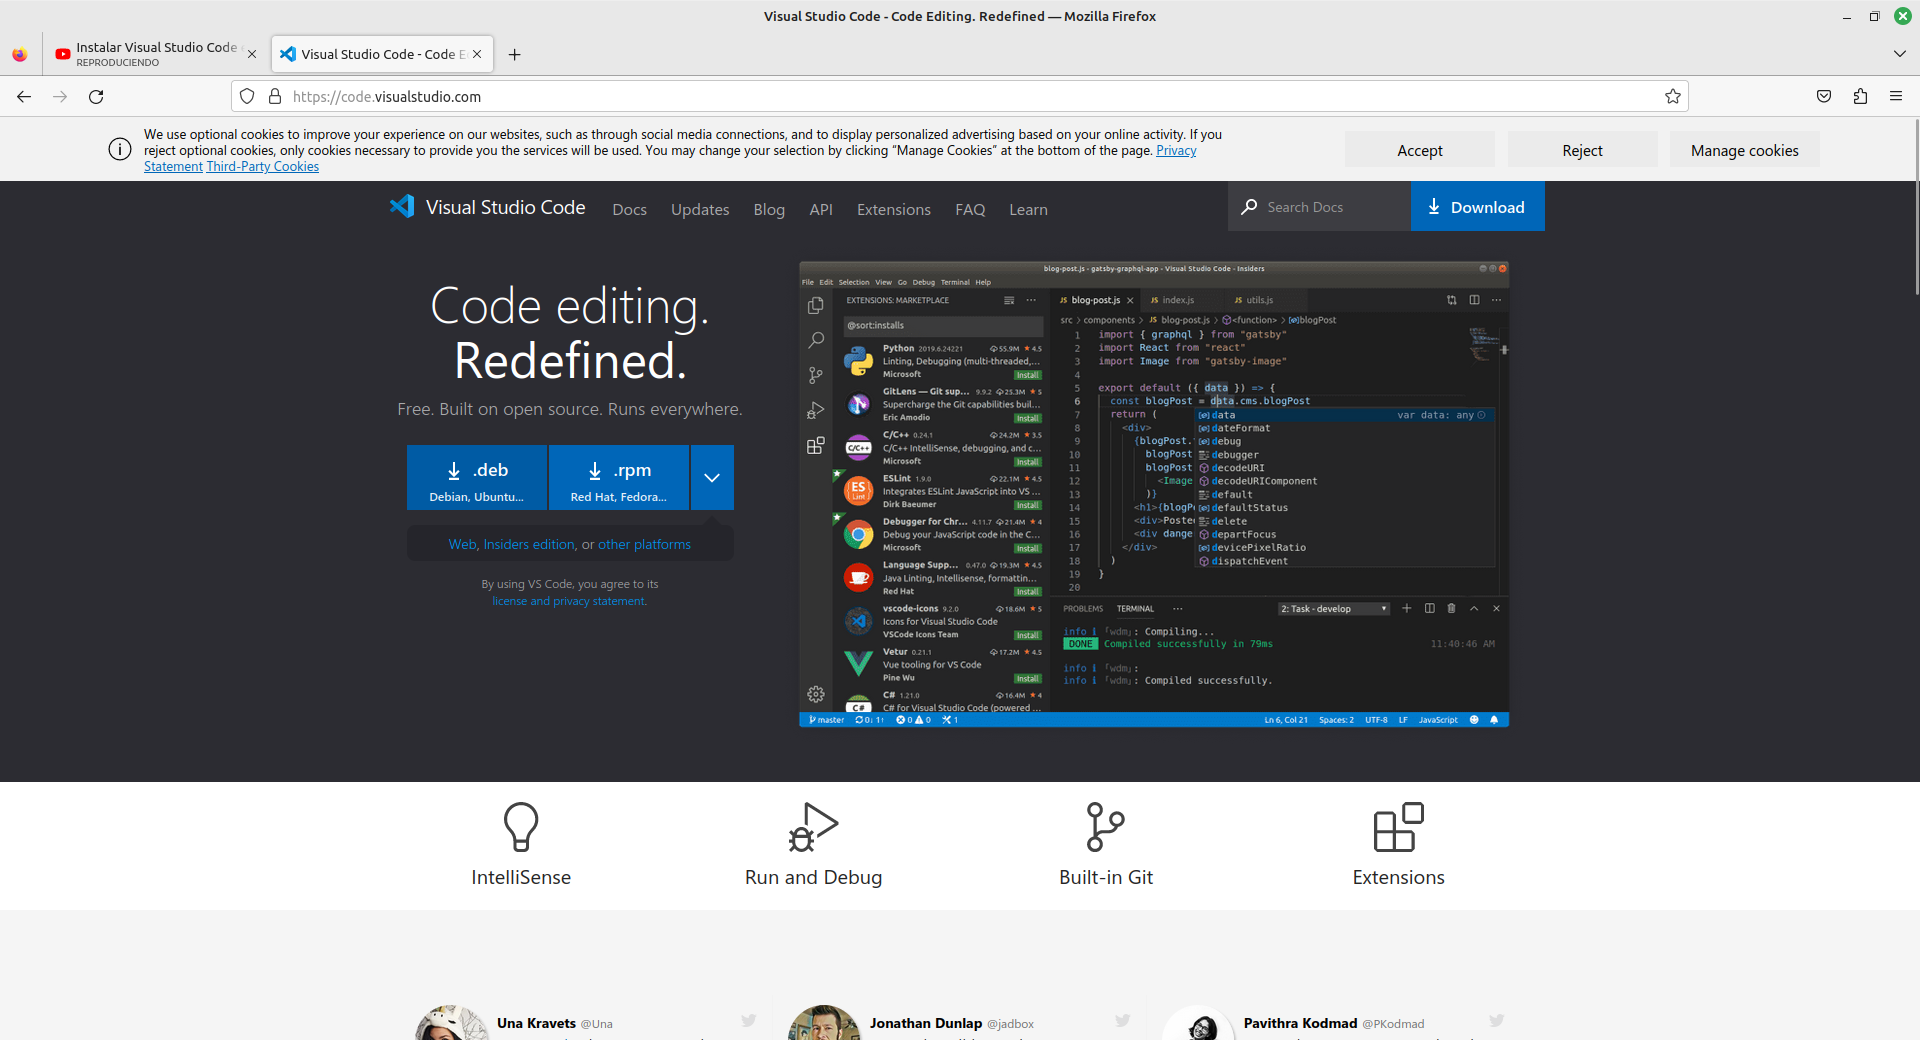 Visual Studio Code - Code Editing. Redefined — Mozilla Firefox
Instalar Visual Studio Code
REPRODUCIENDO
Visual Studio Code - Code E
https://code.visualstudio.com
We use optional cookies to improve your experience on our websites, such as through social media connections, and to display personalized advertising based on your online activity. If you
reject optional cookies, only cookies necessary to provide you the services will be used. You may change your selection by clicking “Manage Cookies” at the bottom of the page. Privacy
Statement Third-Party Cookies
Accept
Reject
Manage cookies
Visual Studio Code
Docs
Updates
Blog
API
Extensions
FAQ
Learn
Search Docs
Download
Code editing.
Redefined.
Free. Built on open source. Runs everywhere.
.deb
Debian, Ubuntu...
.rpm
Red Hat, Fedora...
Web, Insiders edition, or other platforms
By using VS Code, you agree to its
license and privacy statement.
blog-post.js - gatsby-graphql-app - Visual Studio Code - Insiders
File Edit Selection View Go Debug Terminal Help
EXTENSIONS: MARKETPLACE
@sort:installs
Python 2019.6.24221 55.9M 4.5
Linting, Debugging (multi-threaded,...
Microsoft Install
GitLens — Git sup... 9.9.2 25.3M 5
Supercharge the Git capabilities buil...
Eric Amodio Install
C/C++ 0.24.1 24.2M 3.5
C/C++ IntelliSense, debugging, and c...
Microsoft Install
ESLint 1.9.0 22.1M 4.5
Integrates ESLint JavaScript into VS ...
Dirk Baeumer Install
Debugger for Chr... 4.11.7 21.4M 4
Debug your JavaScript code in the C...
Microsoft Install
Language Supp... 0.47.0 19.3M 4.5
Java Linting, Intellisense, formattin...
Red Hat Install
vscode-icons 9.2.0 18.6M 5
Icons for Visual Studio Code
VSCode Icons Team Install
Vetur 0.21.1 17.2M 4.5
Vue tooling for VS Code
Pine Wu Install
C# 1.21.0 16.4M 4
C# for Visual Studio Code (powered ...
C/C++
ES
Lint
C#
JS blog-post.js
JS index.js
JS utils.js
src > components > JS blog-post.js > <function> > blogPost
1 import { graphql } from "gatsby"
2 import React from "react"
3 import Image from "gatsby-image"
4
5 export default ({ data }) => {
6 const blogPost = data.cms.blogPost
7 return (
8 <div>
9 {blogPost.
10 blogPost
11 blogPost
12 <Image
13 )}
14 <h1>{blogP
15 <div>Poste
16 <div dange
17 </div>
18 )
19 }
20
data var data: any
dateFormat
debug
debugger
decodeURI
decodeURIComponent
default
defaultStatus
delete
departFocus
devicePixelRatio
dispatchEvent
PROBLEMS TERMINAL ...
2: Task - develop
info i ｢wdm｣: Compiling...
DONE Compiled successfully in 79ms 11:40:46 AM
info i ｢wdm｣:
info i ｢wdm｣: Compiled successfully.
master 0↓ 1↑ 0 0 1
Ln 6, Col 21 Spaces: 2 UTF-8 LF JavaScript
IntelliSense
Run and Debug
Built-in Git
Extensions
Una Kravets @Una
Jonathan Dunlap @jadbox
Pavithra Kodmad @PKodmad